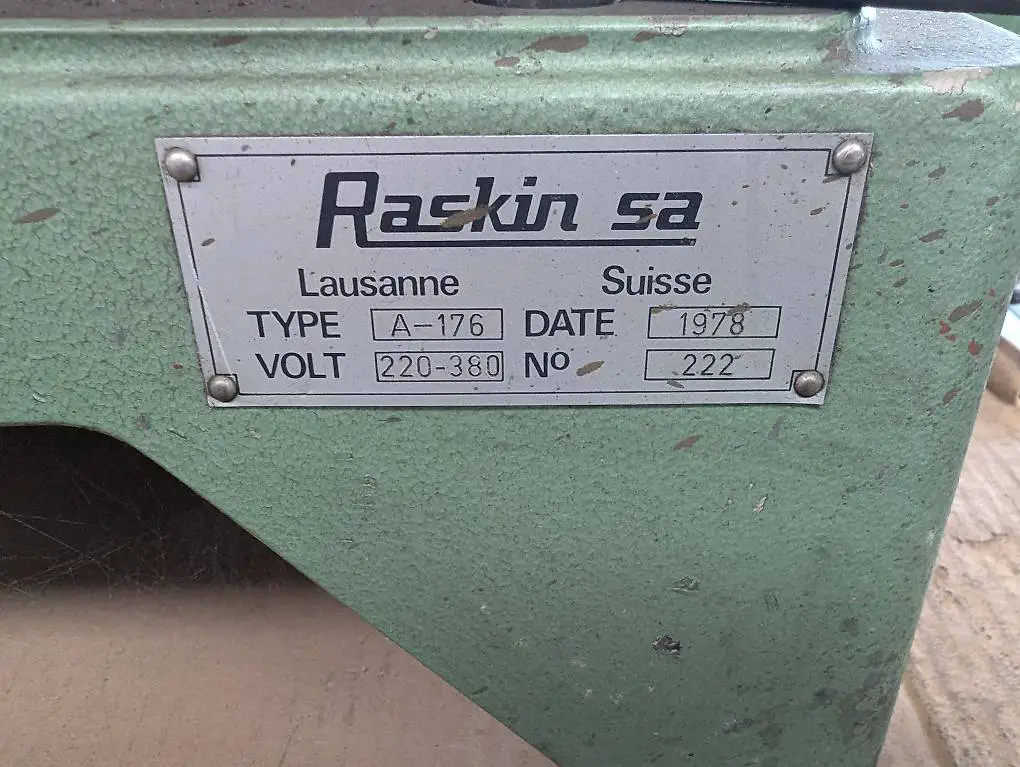 Raskin sa
Lausanne Suisse
TYPE A-176 DATE 1978
VOLT 220-380 Nº 222